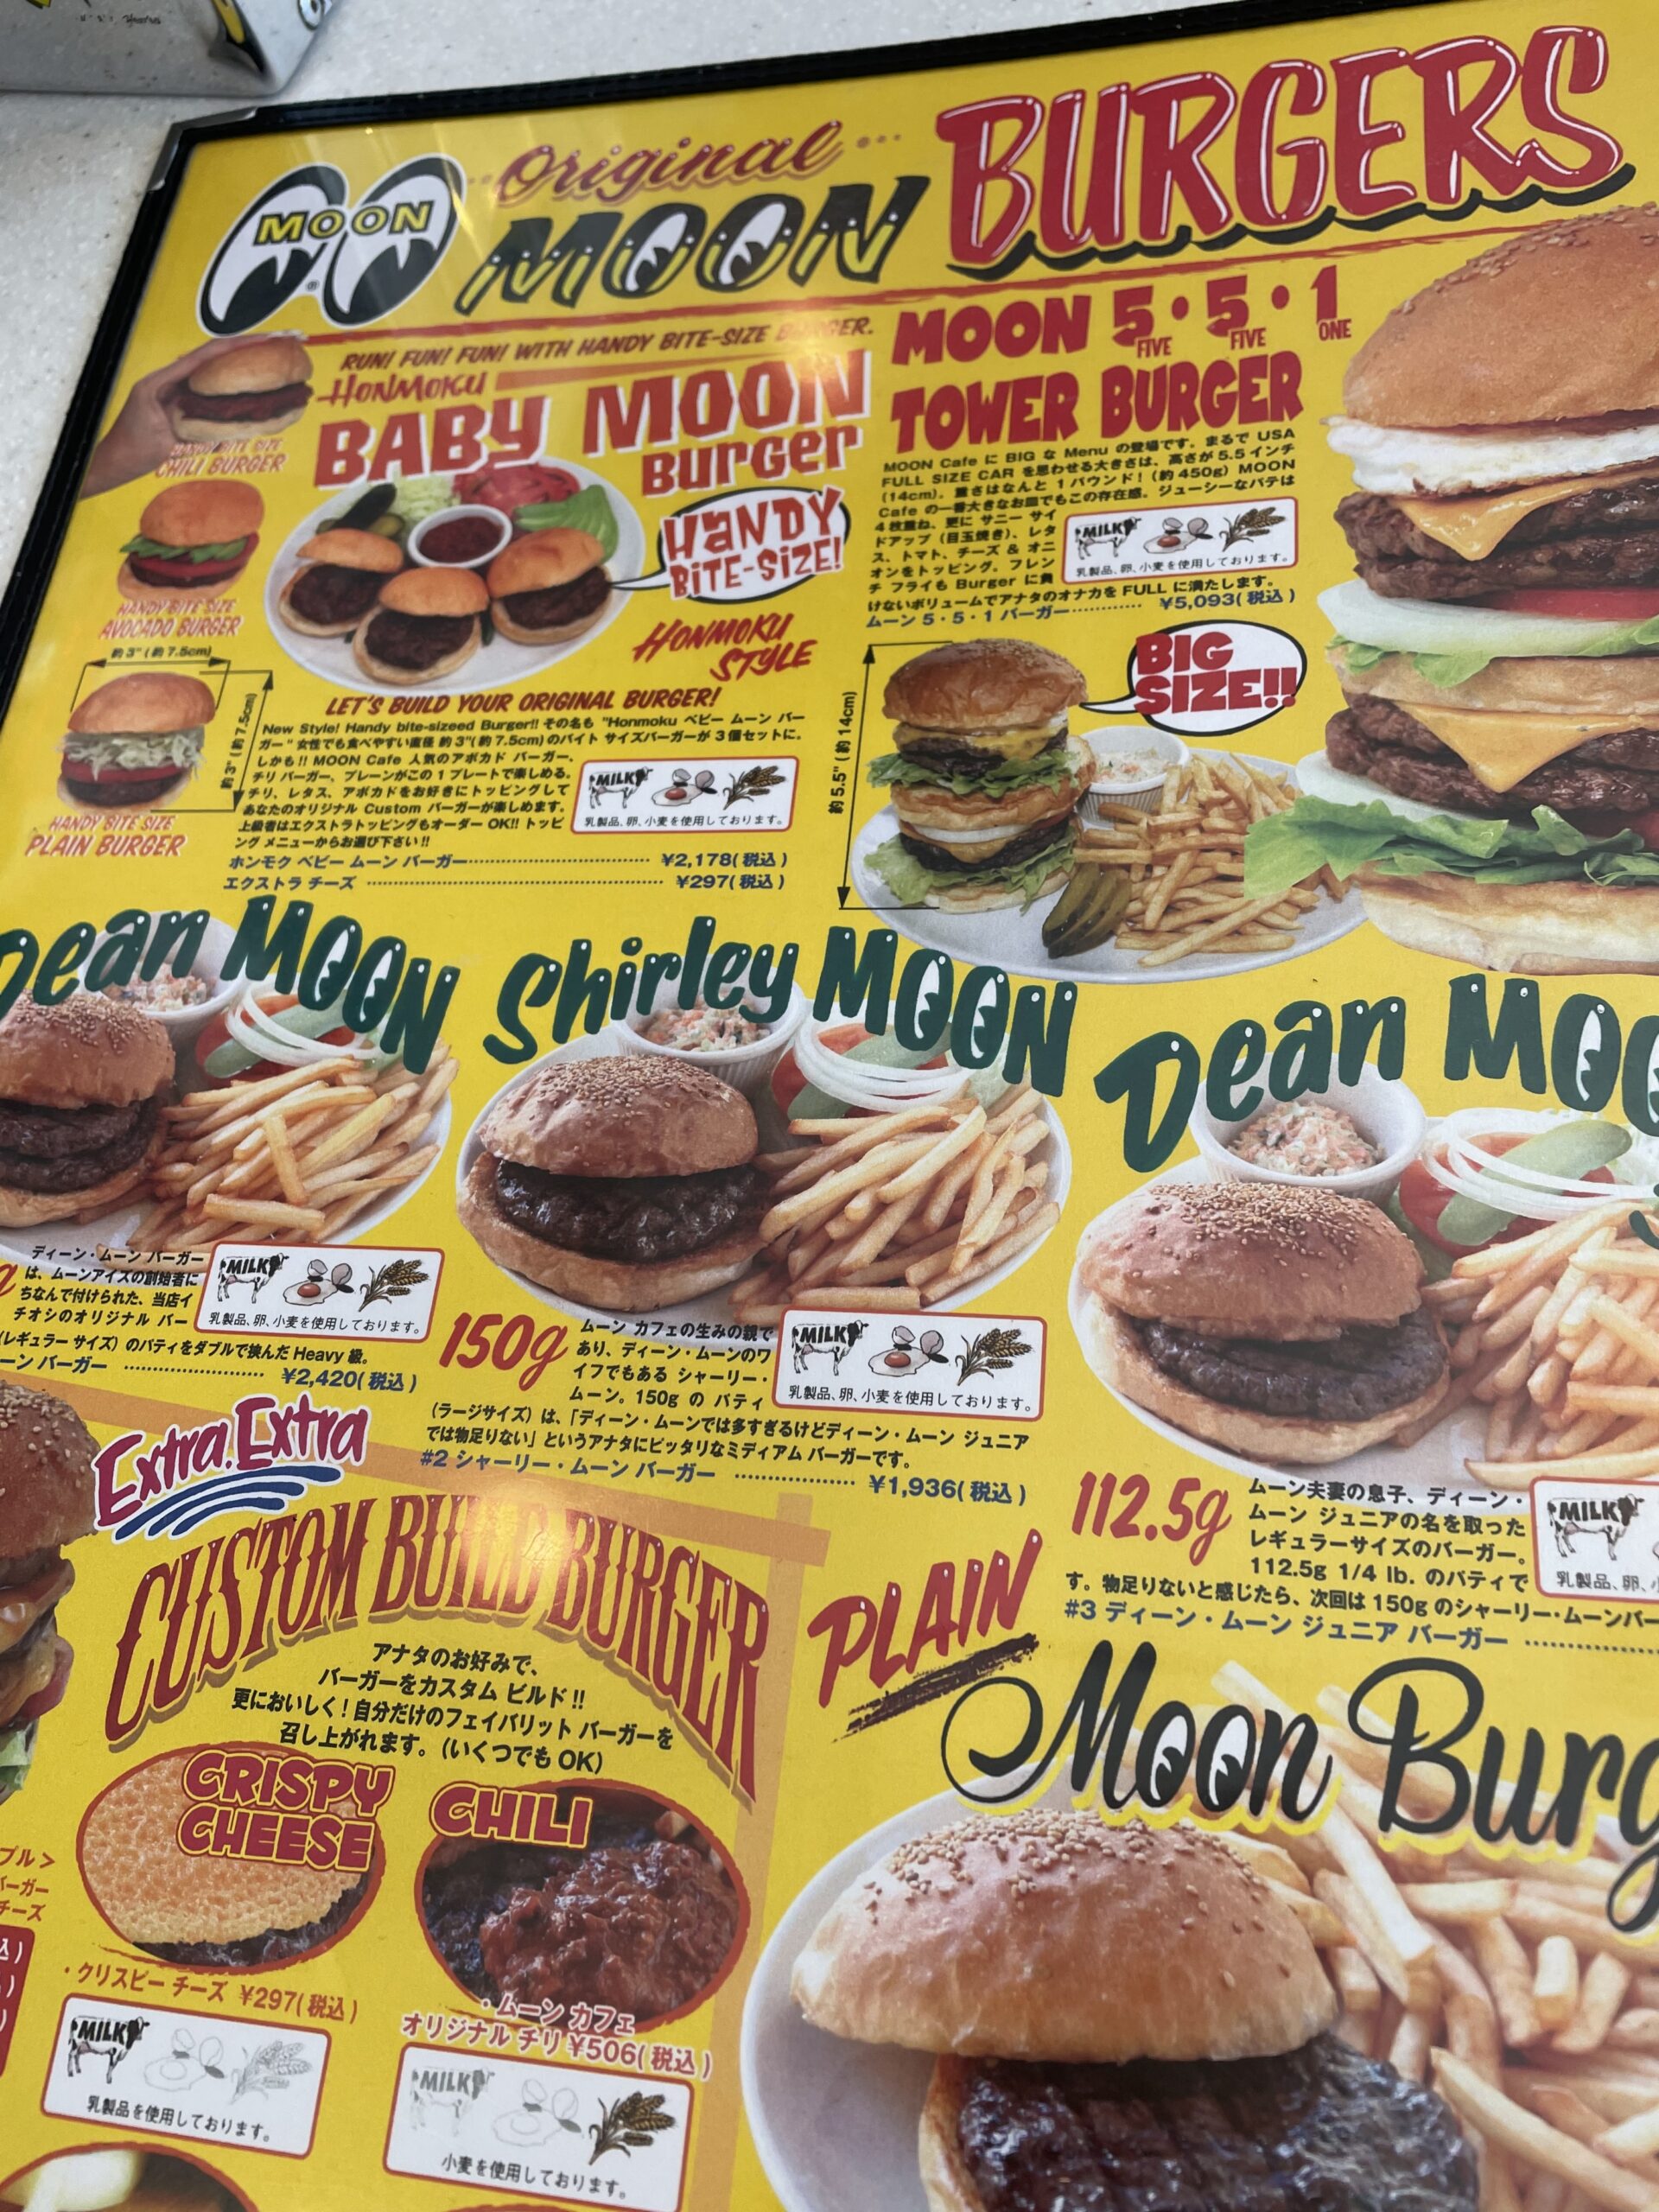 MOON
Original
MOON BURGERS
RUN! FUN! FUN! WITH HANDY BITE-SIZE BURGER.
HONMOKU
BABY MOON
BURGER
HANDY
BITE-SIZE!
HONMOKU
STYLE
HANDY BITE SIZE
CHILI BURGER
HANDY BITE SIZE
AVOCADO BURGER
約3" (約 7.5cm)
約3" (約 7.5cm)
HANDY BITE SIZE
PLAIN BURGER
LET'S BUILD YOUR ORIGINAL BURGER!
New Style! Handy bite-sizeed Burger!! その名も "Honmoku ベビー ムーン バー
ガー " 女性でも食べやすい直径 約 3"(約 7.5cm)のバイト サイズバーガーが 3 個セットに。
しかも!! MOON Cafe 人気のアボカド バーガー、
チリ バーガー、プレーンがこの 1 プレートで楽しめる。
チリ、レタス、アボカドをお好きにトッピングして
あなたのオリジナル Custom バーガーが楽しめます。
上級者はエクストラトッピングもオーダー OK!! トッピ
ング メニューからお選び下さい!!
MILK
乳製品、卵、小麦を使用しております。
ホンモク ベビー ムーン バーガー ¥2,178(税込)
エクストラ チーズ ¥297(税込)
MOON 5・5・1
FIVE FIVE ONE
TOWER BURGER
MOON Cafe に BIG な Menu の登場です。まるで USA
FULL SIZE CAR を思わせる大きさは、高さが 5.5 インチ
(14cm)。重さはなんと 1 パウンド!(約 450g) MOON
Cafe の一番大きなお皿でもこの存在感。ジューシーなパテは
4 枚重ね、更に サニー サイ
ドアップ(目玉焼き)、レタ
ス、トマト、チーズ & オニ
オンをトッピング。フレン
チ フライも Burger に負
けないボリュームでアナタのオナカを FULL に満たします。
MILK
乳製品、卵、小麦を使用しております。
ムーン 5・5・1 バーガー ¥5,093(税込)
BIG
SIZE!!
約 5.5" (約 14cm)
Dean MOON
ディーン・ムーン バーガー
は、ムーンアイズの創始者に
ちなんで付けられた、当店イ
チオシのオリジナル バー
(レギュラー サイズ) のパティをダブルで挟んだ Heavy 級。
MILK
乳製品、卵、小麦を使用しております。
ーン バーガー ¥2,420(税込)
Shirley MOON
150g
ムーン カフェの生みの親で
あり、ディーン・ムーンのワ
イフでもある シャーリー・
ムーン。150g の パティ
(ラージサイズ) は、「ディーン・ムーンでは多すぎるけどディーン・ムーン ジュニア
では物足りない」というアナタにピッタリなミディアム バーガーです。
MILK
乳製品、卵、小麦を使用しております。
#2 シャーリー・ムーン バーガー ¥1,936(税込)
Dean MOO
112.5g
ムーン夫妻の息子、ディーン・
ムーン ジュニアの名を取った
レギュラーサイズのバーガー。
112.5g 1/4 lb. のパティで
す。物足りないと感じたら、次回は 150g のシャーリー・ムーンバー
MILK
乳製品、卵、小
#3 ディーン・ムーン ジュニア バーガー
Extra, Extra
CUSTOM BUILD BURGER
アナタのお好みで、
バーガーをカスタム ビルド!!
更においしく!自分だけのフェイバリット バーガーを
召し上がれます。(いくつでも OK)
CRISPY
CHEESE
・クリスピー チーズ ¥297(税込)
MILK
乳製品を使用しております。
CHILI
・ムーン カフェ
オリジナル チリ ¥506(税込)
MILK
小麦を使用しております。
ブル>
バーガー
チーズ
込)
PLAIN
Moon Burg